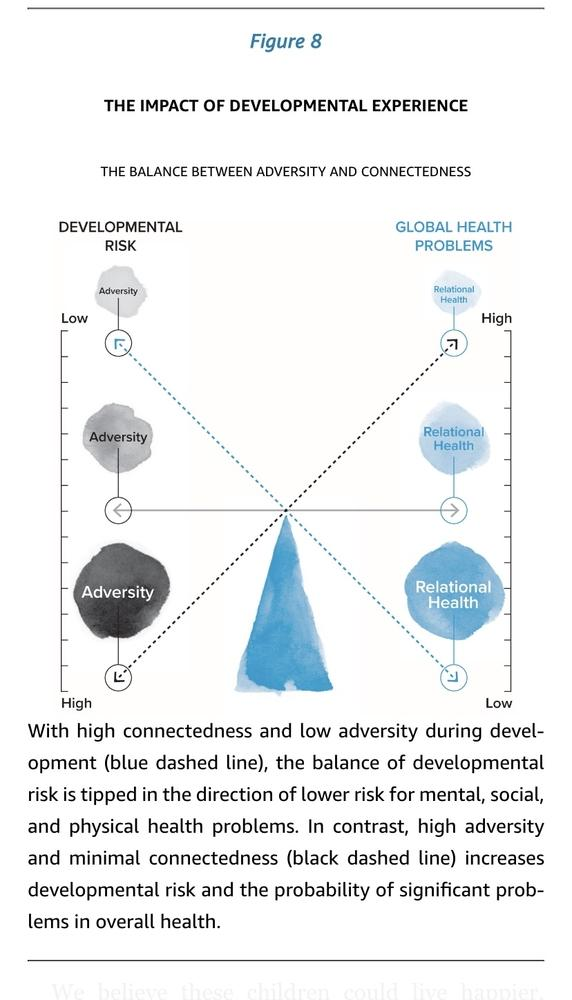 Figure 8
THE IMPACT OF DEVELOPMENTAL EXPERIENCE
THE BALANCE BETWEEN ADVERSITY AND CONNECTEDNESS
DEVELOPMENTAL
RISK
GLOBAL HEALTH
PROBLEMS
Adversity
Relational
Health
Low
High
Adversity
Relational
Health
Adversity
Relational
Health
High
Low
With high connectedness and low adversity during devel-
opment (blue dashed line), the balance of developmental
risk is tipped in the direction of lower risk for mental, social,
and physical health problems. In contrast, high adversity
and minimal connectedness (black dashed line) increases
developmental risk and the probability of significant prob-
lems in overall health.
We believe these children could live happier,